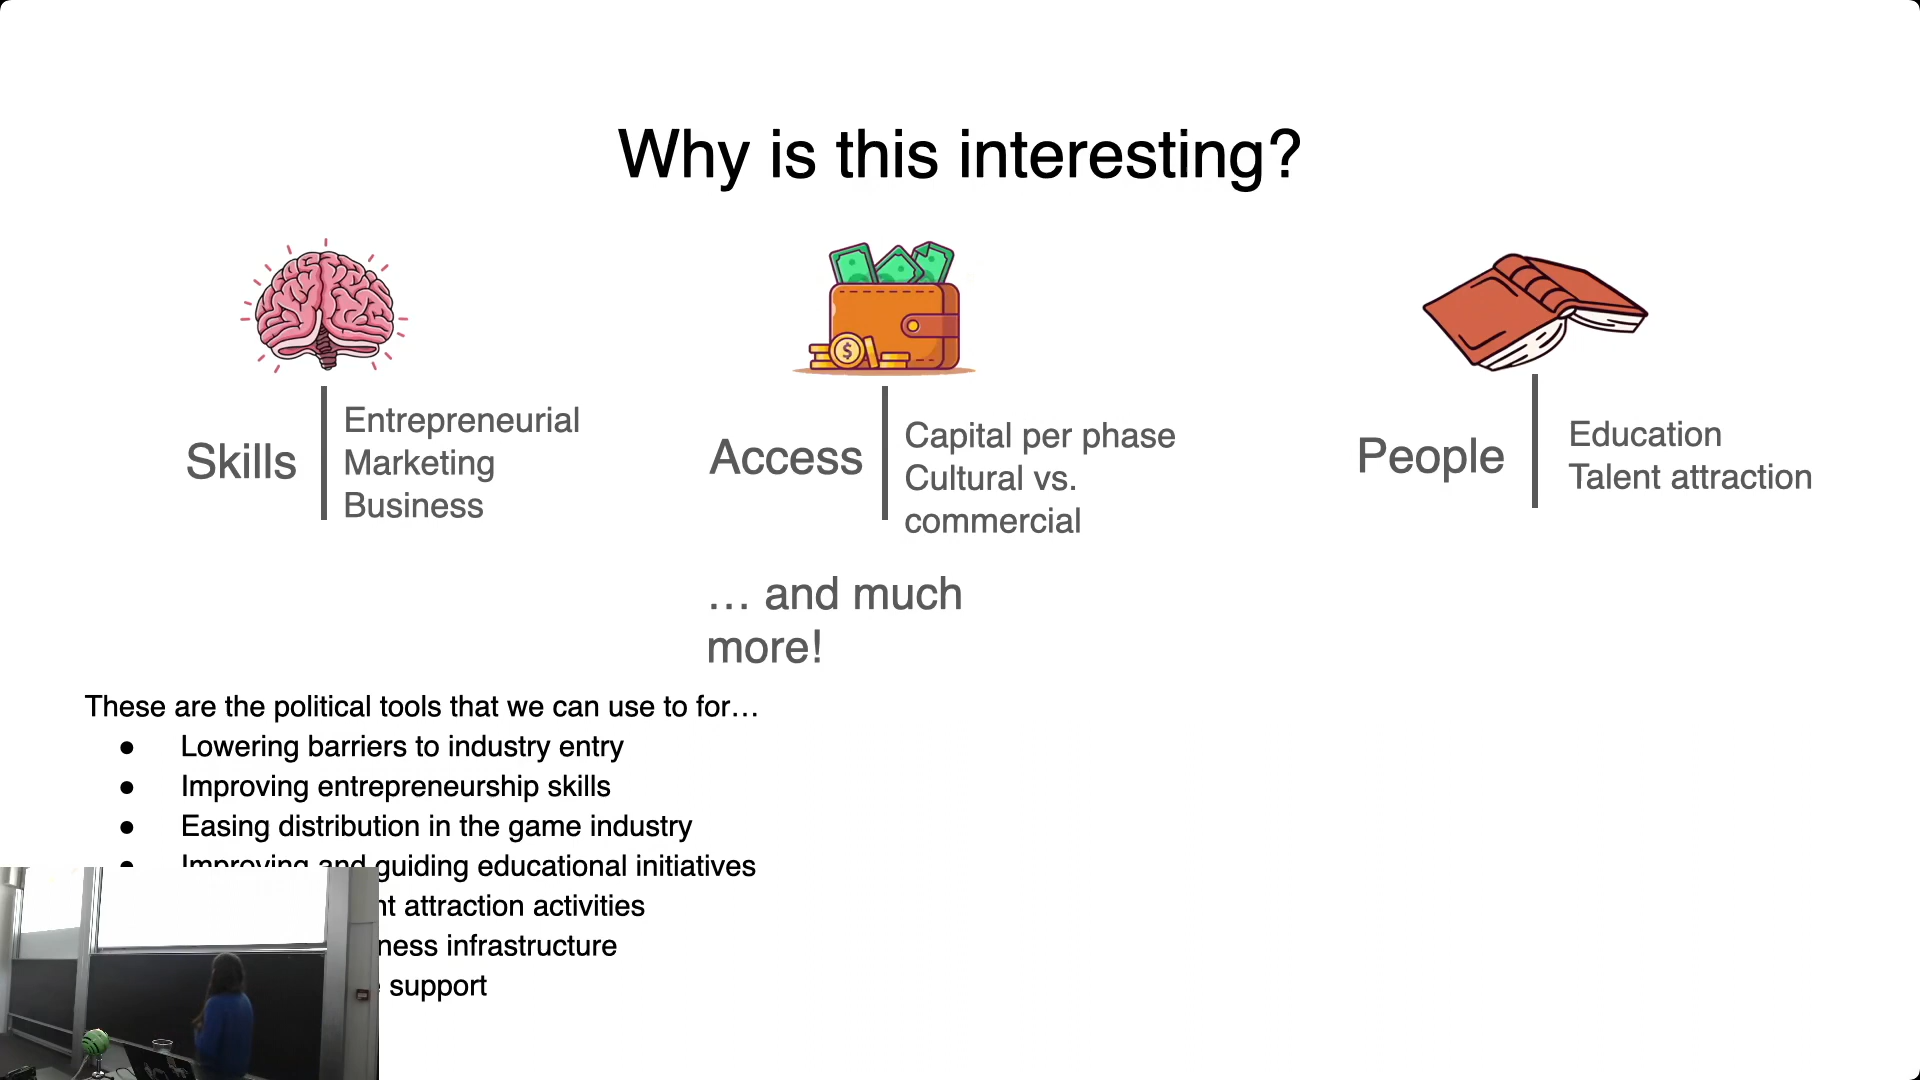 Why is this interesting?
Skills
Entrepreneurial
Marketing
Business
Access
Capital per phase
Cultural vs.
commercial
People
Education
Talent attraction
… and much
more!
These are the political tools that we can use to for…
● Lowering barriers to industry entry
● Improving entrepreneurship skills
● Easing distribution in the game industry
● Improving and guiding educational initiatives
attraction activities
infrastructure
support